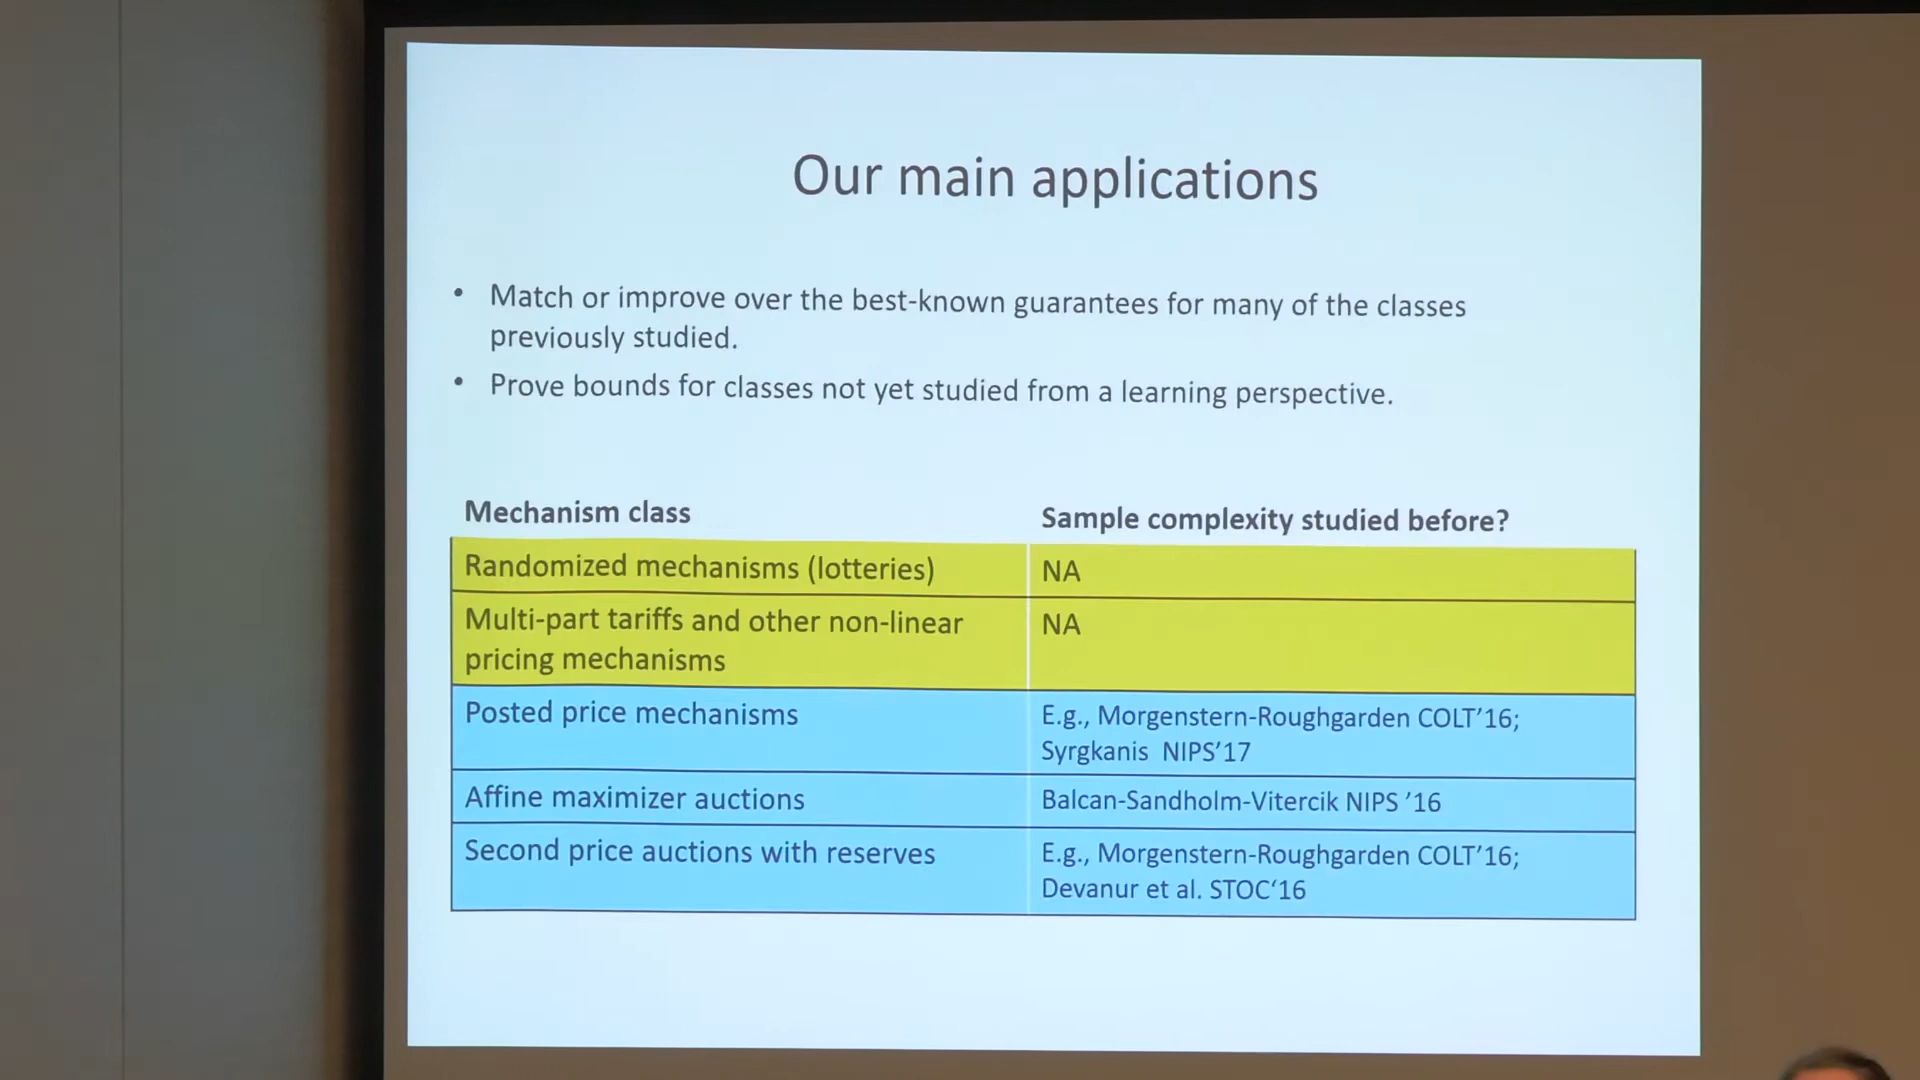 Our main applications
• Match or improve over the best-known guarantees for many of the classes
previously studied.
• Prove bounds for classes not yet studied from a learning perspective.
Mechanism class
Sample complexity studied before?
Randomized mechanisms (lotteries)
NA
Multi-part tariffs and other non-linear
pricing mechanisms
NA
Posted price mechanisms
E.g., Morgenstern-Roughgarden COLT’16;
Syrgkanis NIPS’17
Affine maximizer auctions
Balcan-Sandholm-Vitercik NIPS ’16
Second price auctions with reserves
E.g., Morgenstern-Roughgarden COLT’16;
Devanur et al. STOC‘16